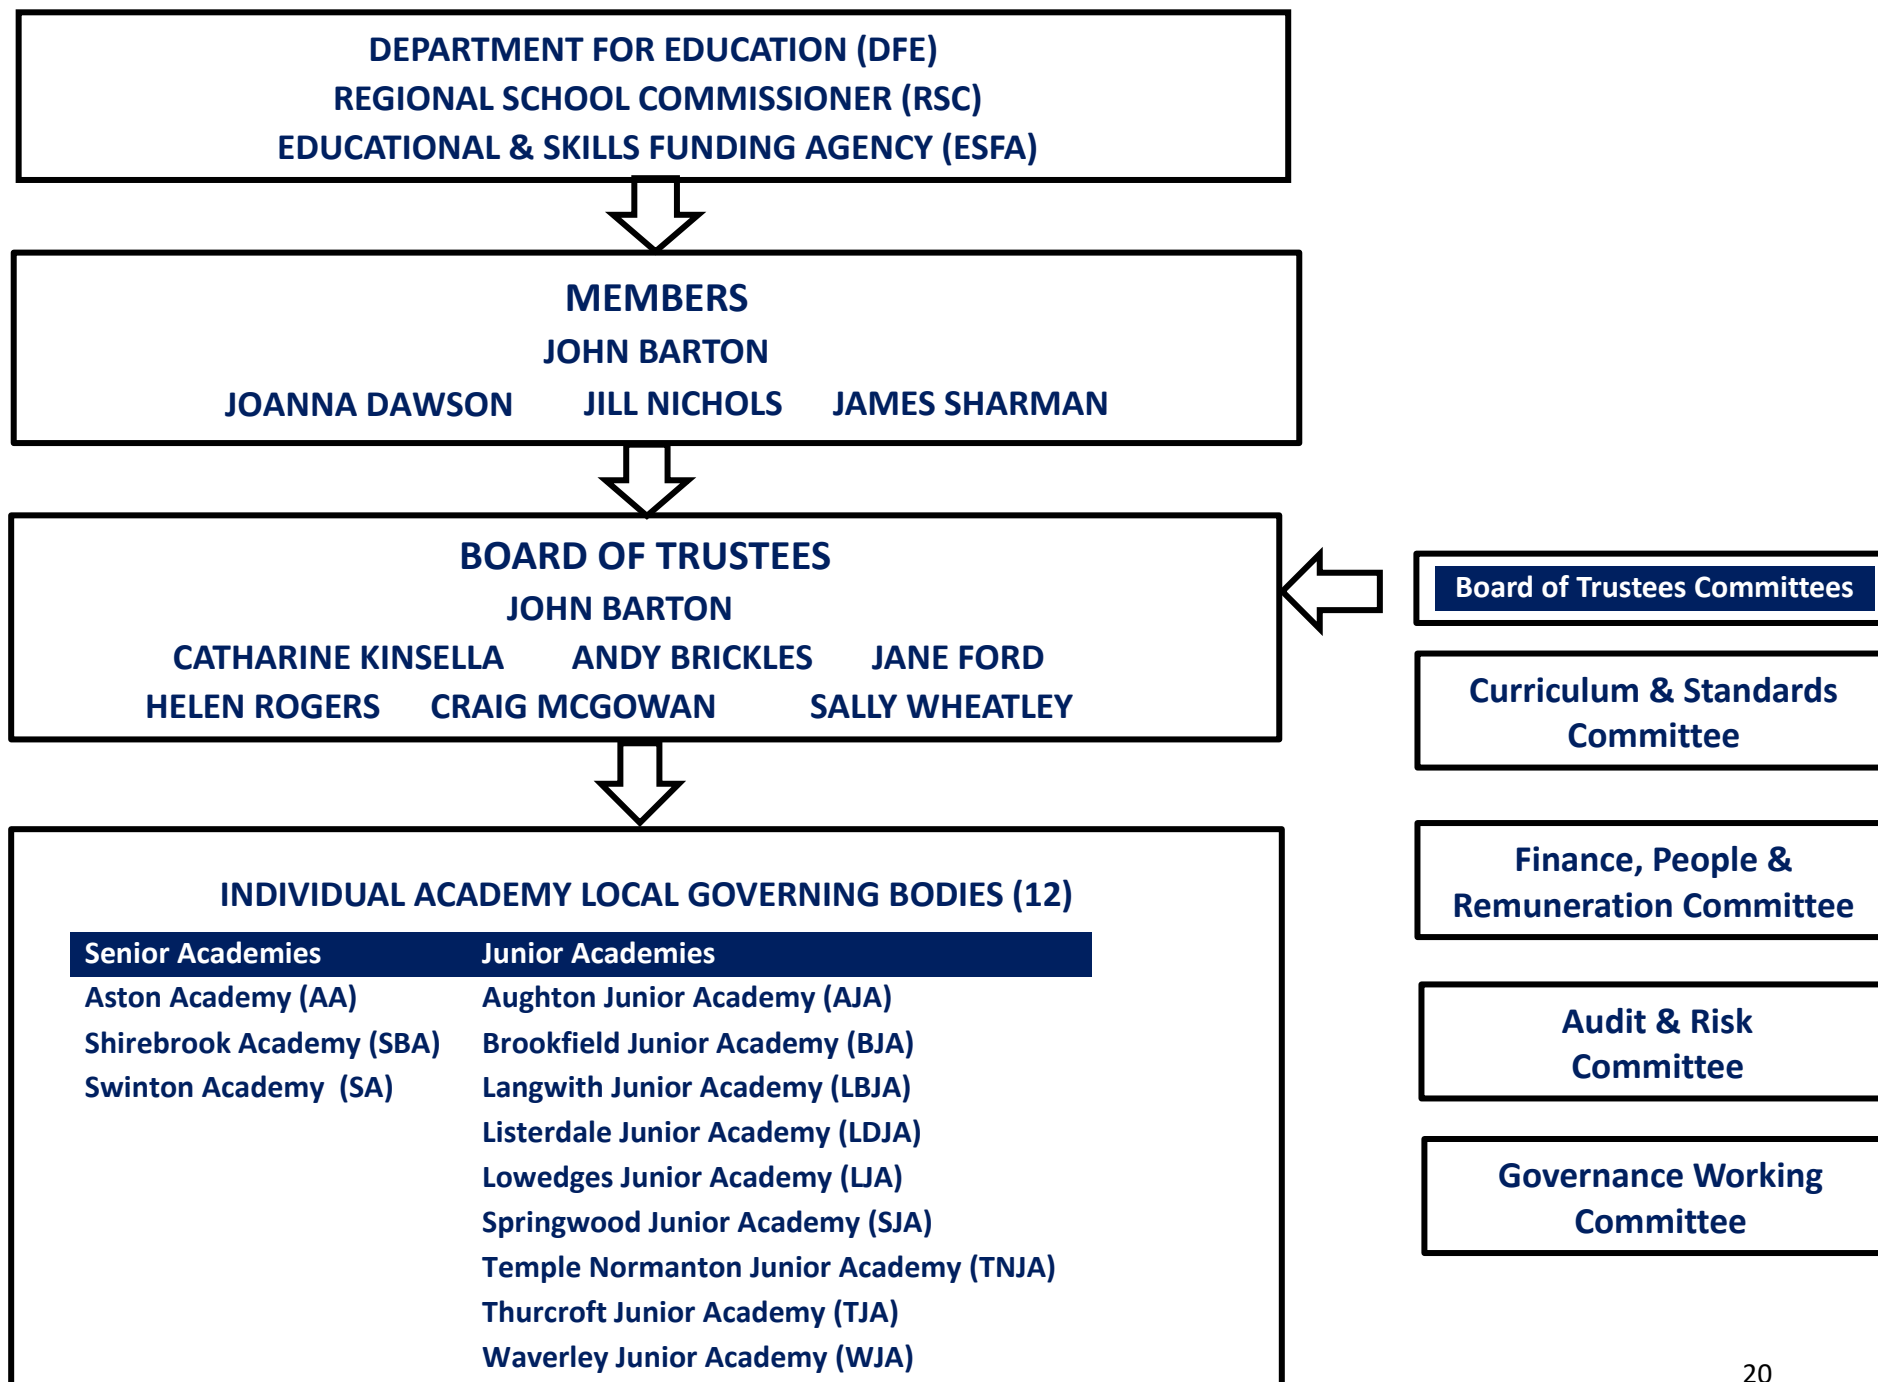 DEPARTMENT FOR EDUCATION (DFE)
REGIONAL SCHOOL COMMISSIONER (RSC)
EDUCATIONAL & SKILLS FUNDING AGENCY (ESFA)
MEMBERS
JOHN BARTON
JOANNA DAWSON JILL NICHOLS JAMES SHARMAN
BOARD OF TRUSTEES
JOHN BARTON
CATHARINE KINSELLA ANDY BRICKLES JANE FORD
HELEN ROGERS CRAIG MCGOWAN SALLY WHEATLEY
Board of Trustees Committees
Curriculum & Standards
Committee
Finance, People &
Remuneration Committee
Audit & Risk
Committee
Governance Working
Committee
INDIVIDUAL ACADEMY LOCAL GOVERNING BODIES (12)
Senior Academies Junior Academies
Aston Academy (AA) Aughton Junior Academy (AJA)
Shirebrook Academy (SBA) Brookfield Junior Academy (BJA)
Swinton Academy (SA) Langwith Junior Academy (LBJA)
Listerdale Junior Academy (LDJA)
Lowedges Junior Academy (LJA)
Springwood Junior Academy (SJA)
Temple Normanton Junior Academy (TNJA)
Thurcroft Junior Academy (TJA)
Waverley Junior Academy (WJA)
20